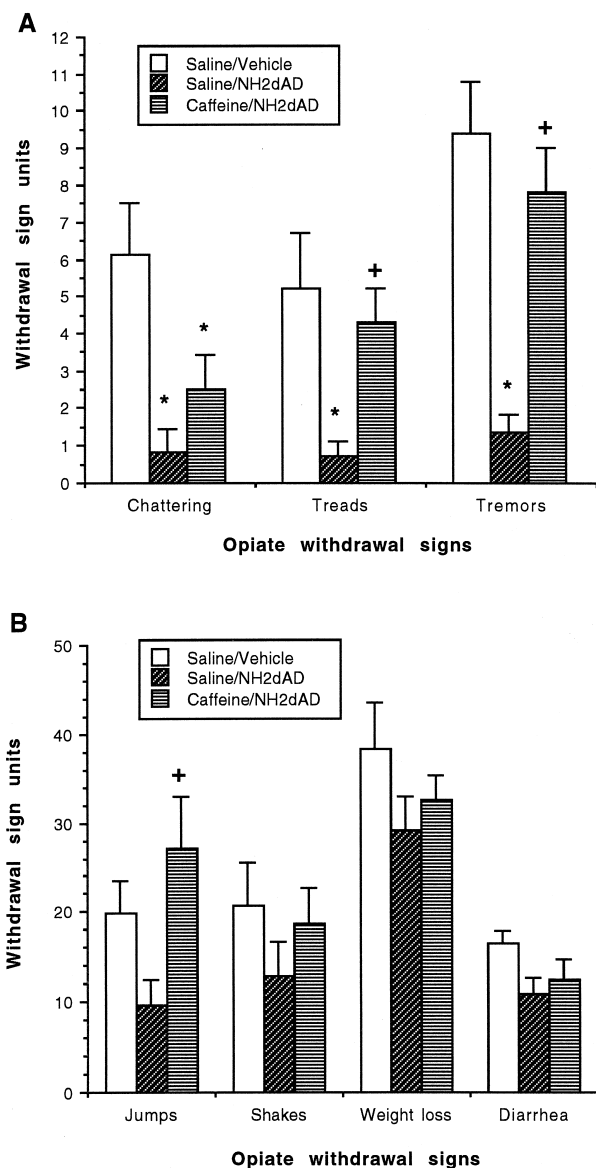 A
12
11
10
9
8
7
6
5
4
3
2
1
0
Withdrawal sign units
Saline/Vehicle
Saline/NH2dAD
Caffeine/NH2dAD
*
*
*
+
*
+
Chattering Treads Tremors
Opiate withdrawal signs
B
50
40
30
20
10
0
Withdrawal sign units
Saline/Vehicle
Saline/NH2dAD
Caffeine/NH2dAD
+
Jumps Shakes Weight loss Diarrhea
Opiate withdrawal signs